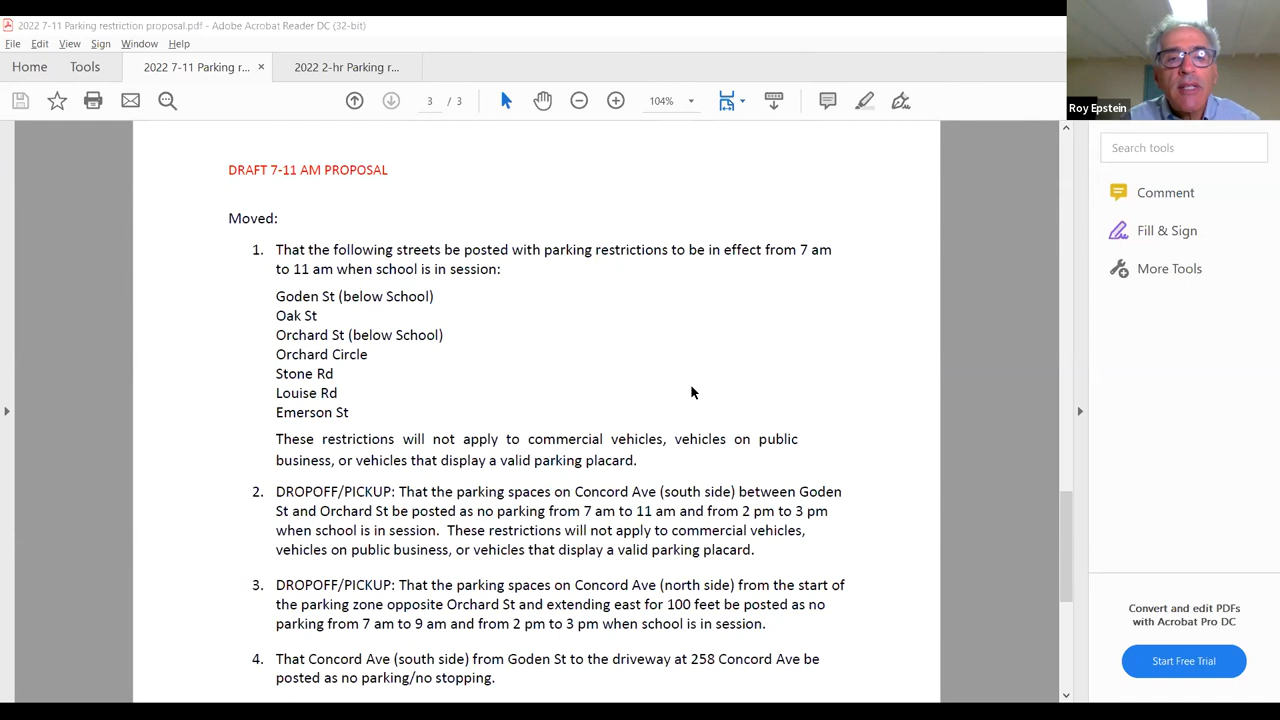 2022 7-11 Parking restriction proposal.pdf - Adobe Acrobat Reader DC (32-bit)
File Edit View Sign Window Help
Home Tools 2022 7-11 Parking r... × 2022 2-hr Parking r...
3 / 3 104%
Roy Epstein
DRAFT 7-11 AM PROPOSAL
Moved:
1. That the following streets be posted with parking restrictions to be in effect from 7 am
to 11 am when school is in session:
Goden St (below School)
Oak St
Orchard St (below School)
Orchard Circle
Stone Rd
Louise Rd
Emerson St
These restrictions will not apply to commercial vehicles, vehicles on public
business, or vehicles that display a valid parking placard.
2. DROPOFF/PICKUP: That the parking spaces on Concord Ave (south side) between Goden
St and Orchard St be posted as no parking from 7 am to 11 am and from 2 pm to 3 pm
when school is in session. These restrictions will not apply to commercial vehicles,
vehicles on public business, or vehicles that display a valid parking placard.
3. DROPOFF/PICKUP: That the parking spaces on Concord Ave (north side) from the start of
the parking zone opposite Orchard St and extending east for 100 feet be posted as no
parking from 7 am to 9 am and from 2 pm to 3 pm when school is in session.
4. That Concord Ave (south side) from Goden St to the driveway at 258 Concord Ave be
posted as no parking/no stopping.
Search tools
Comment
Fill & Sign
More Tools
Convert and edit PDFs
with Acrobat Pro DC
Start Free Trial